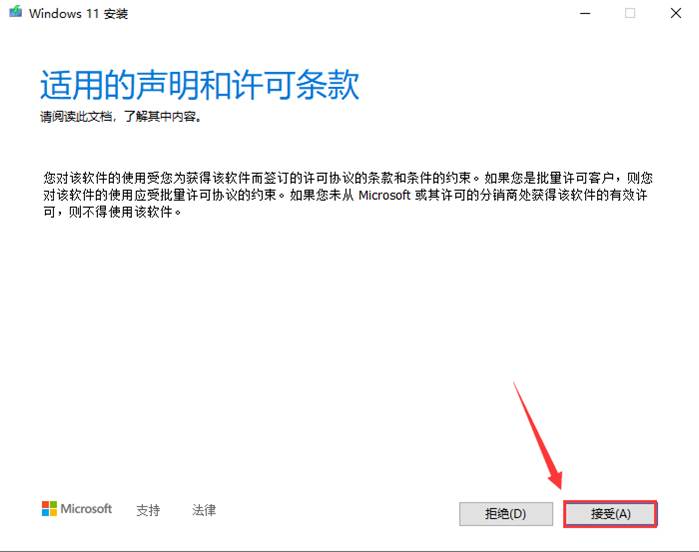 Windows 11 安装
适用的声明和许可条款
请阅读此文档，了解其中内容。
您对该软件的使用受您为获得该软件而签订的许可协议的条款和条件的约束。如果您是批量许可客户，则您
对该软件的使用应受批量许可协议的约束。如果您未从 Microsoft 或其许可的分销商处获得该软件的有效许
可，则不得使用该软件。
Microsoft 支持 法律 拒绝(D) 接受(A)